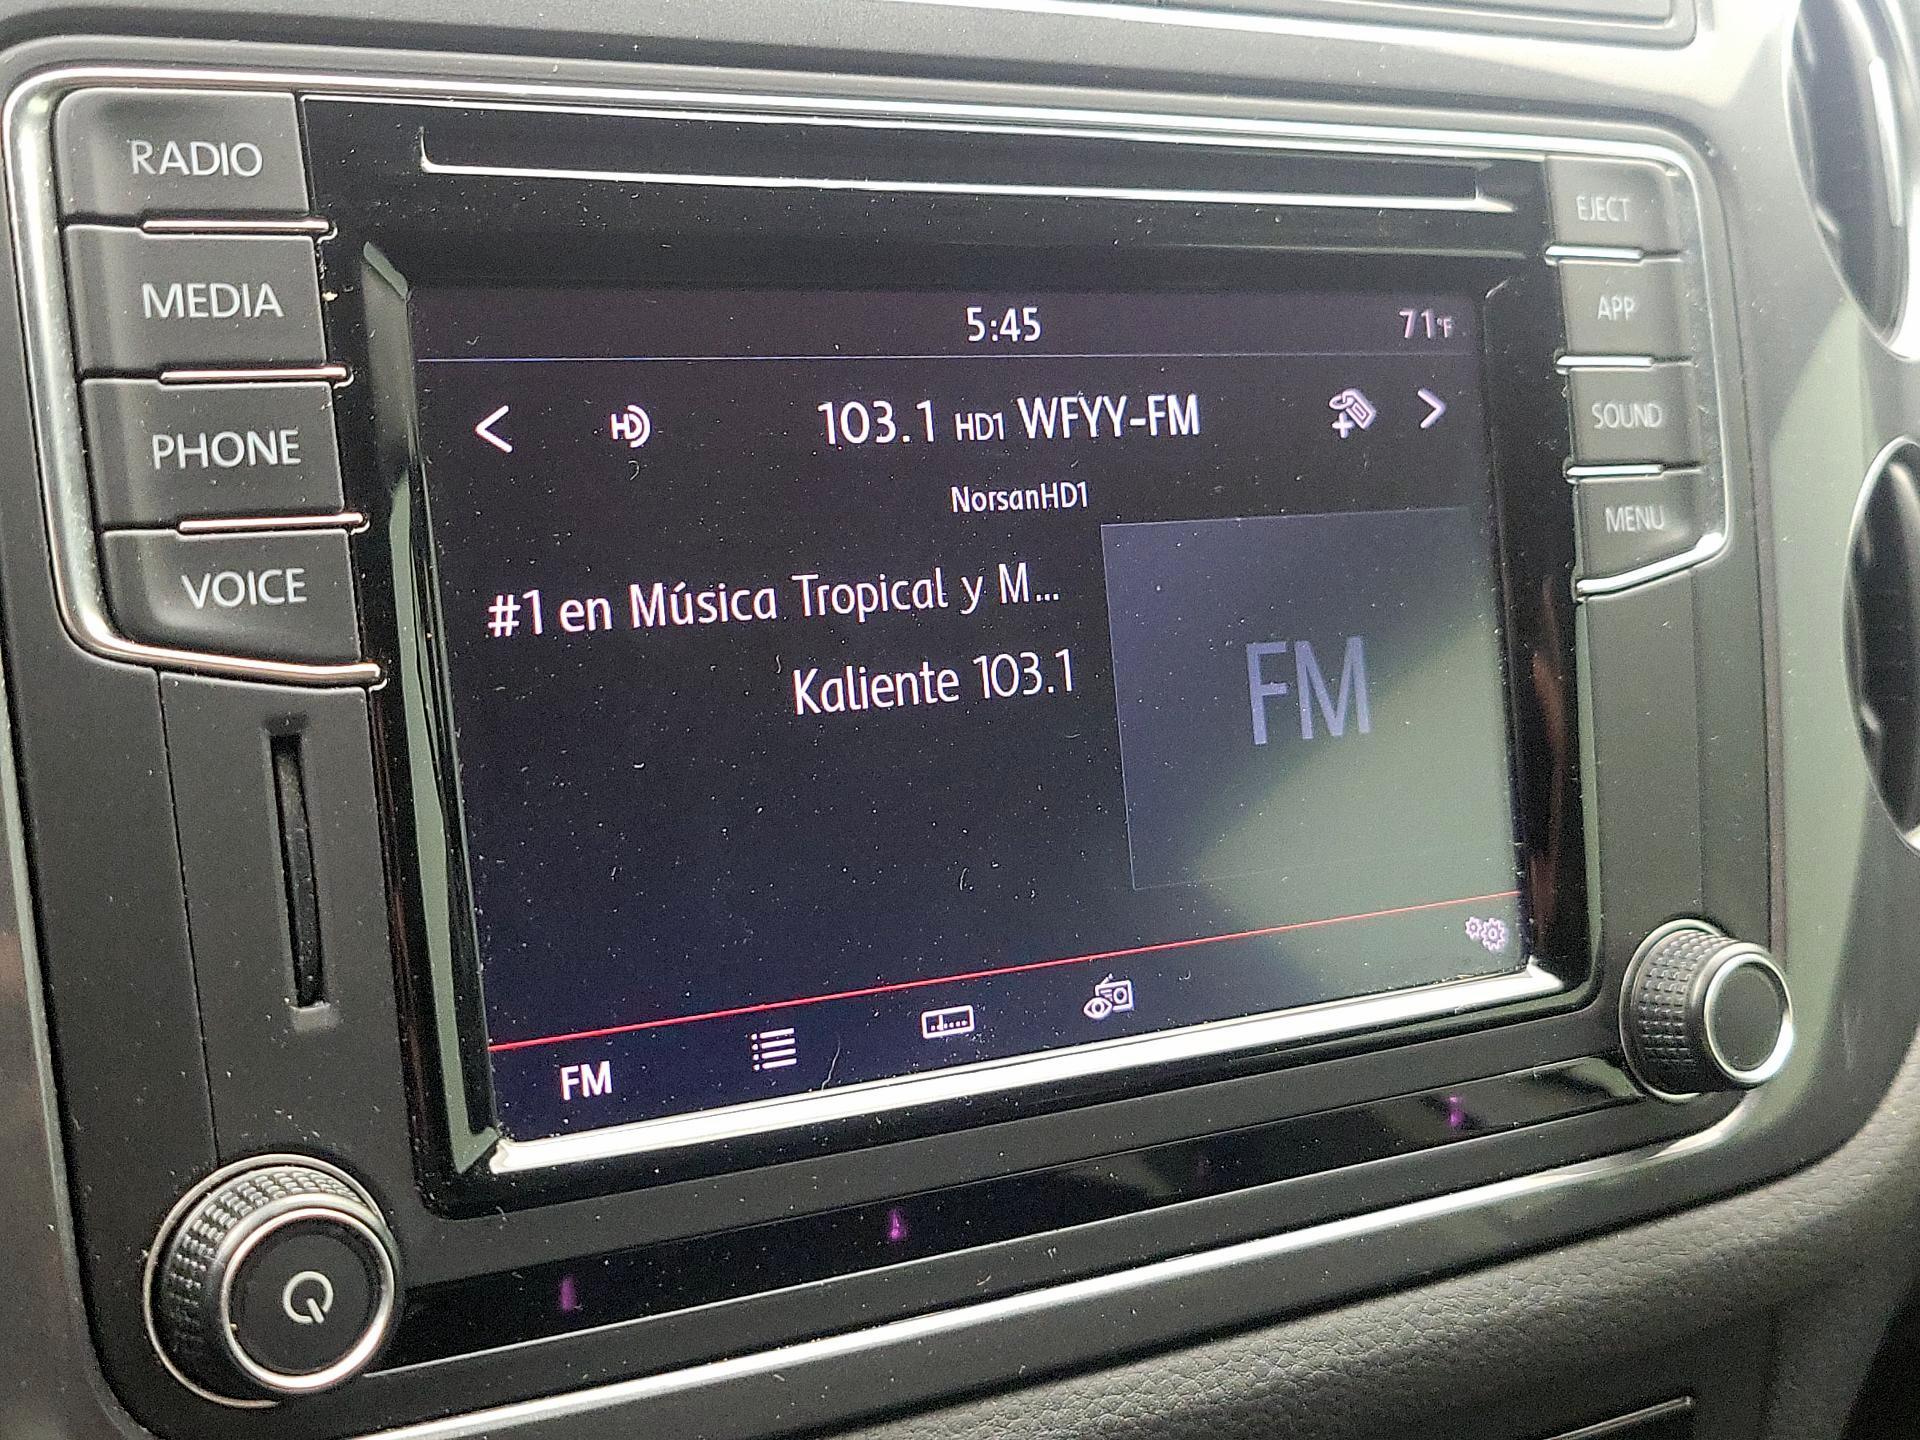 RADIO
MEDIA
PHONE
VOICE
EJECT
APP
SOUND
MENU
5:45
71°F
HD
103.1 HD1 WFYY-FM
NorsanHD1
#1 en Música Tropical y M...
Kaliente 103.1
FM
FM